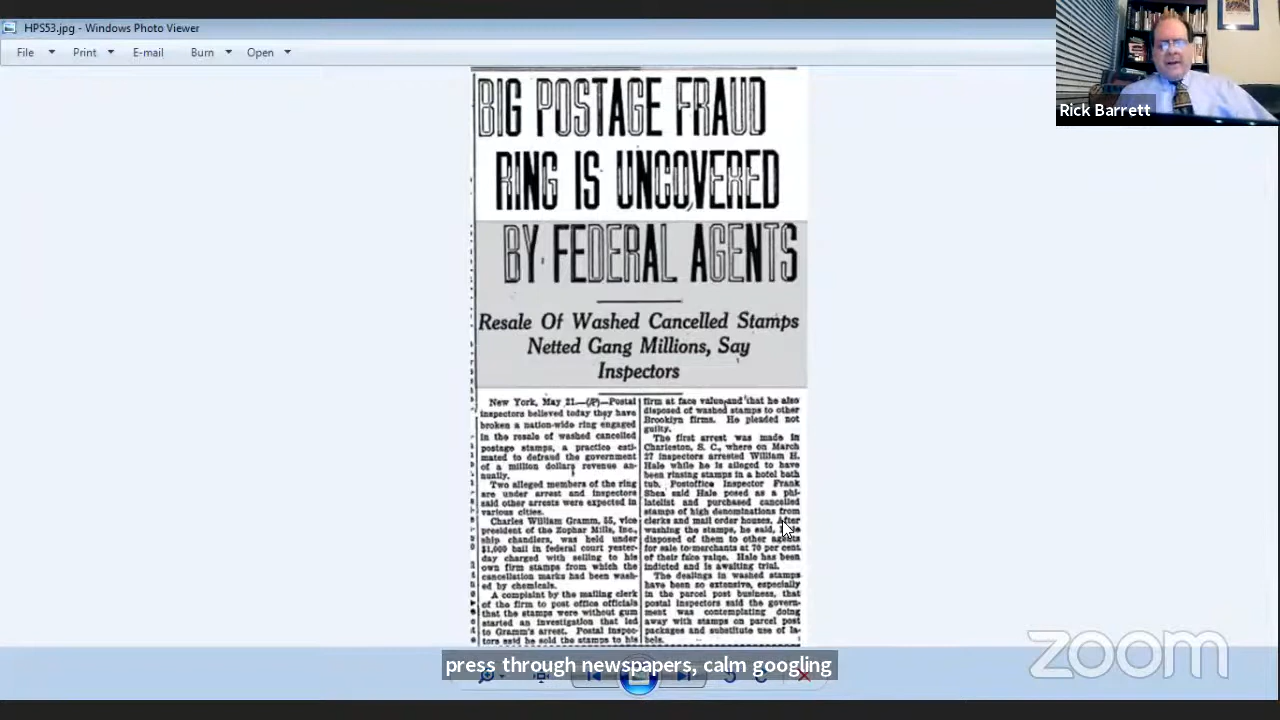 HPS53.jpg - Windows Photo Viewer
File Print E-mail Burn Open
Rick Barrett
BIG POSTAGE FRAUD
RING IS UNCOVERED
BY FEDERAL AGENTS
Resale Of Washed Cancelled Stamps
Netted Gang Millions, Say
Inspectors
New York, May 21.—(AP)—Postal
inspectors believed today they have
broken a nation-wide ring engaged
in the resale of washed cancelled
postage stamps, a practice esti-
mated to defraud the government
of a million dollars revenue an-
nually.
Two alleged members of the ring
are under arrest and inspectors
said other arrests were expected in
various cities.
Charles William Gramm, 55, vice
president of the Zophar Mills, Inc.,
ship chandlers, was held under
$1,000 bail in federal court yester-
day charged with selling to his
own firm stamps from which the
cancellation marks had been wash-
ed by chemicals.
A complaint by the mailing clerk
of the firm to post office officials
that the stamps were without gum
started an investigation that led
to Gramm's arrest. Postal inspec-
tors said he sold the stamps to his
firm at face value and that he also
disposed of washed stamps to other
Brooklyn firms. He pleaded not
guilty.
The first arrest was made in
Charleston, S. C., where on March
27 inspectors arrested William H.
Hale while he is alleged to have
been rinsing stamps in a hotel bath
tub. Postoffice Inspector Frank
Shea said Hale posed as a phi-
latelist and purchased cancelled
stamps of high denominations from
clerks and mail order houses. After
washing the stamps, he said,
disposed of them to other agents
for sale to merchants at 70 per cent
of their face value. Hale has been
indicted and is awaiting trial.
The dealings in washed stamps
have been so extensive, especially
in the parcel post business, that
postal inspectors said the govern-
ment was contemplating doing
away with stamps on parcel post
packages and substitute use of la-
bels.
press through newspapers, calm googling
zoom